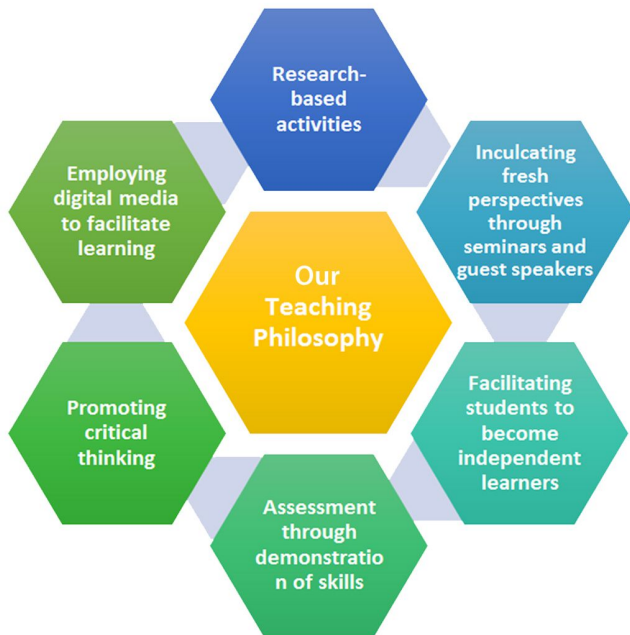 Research-
based
activities
Inculcating
fresh
perspectives
through
seminars and
guest speakers
Facilitating
students to
become
independent
learners
Assessment
through
demonstratio
n of skills
Promoting
critical
thinking
Employing
digital media
to facilitate
learning
Our
Teaching
Philosophy